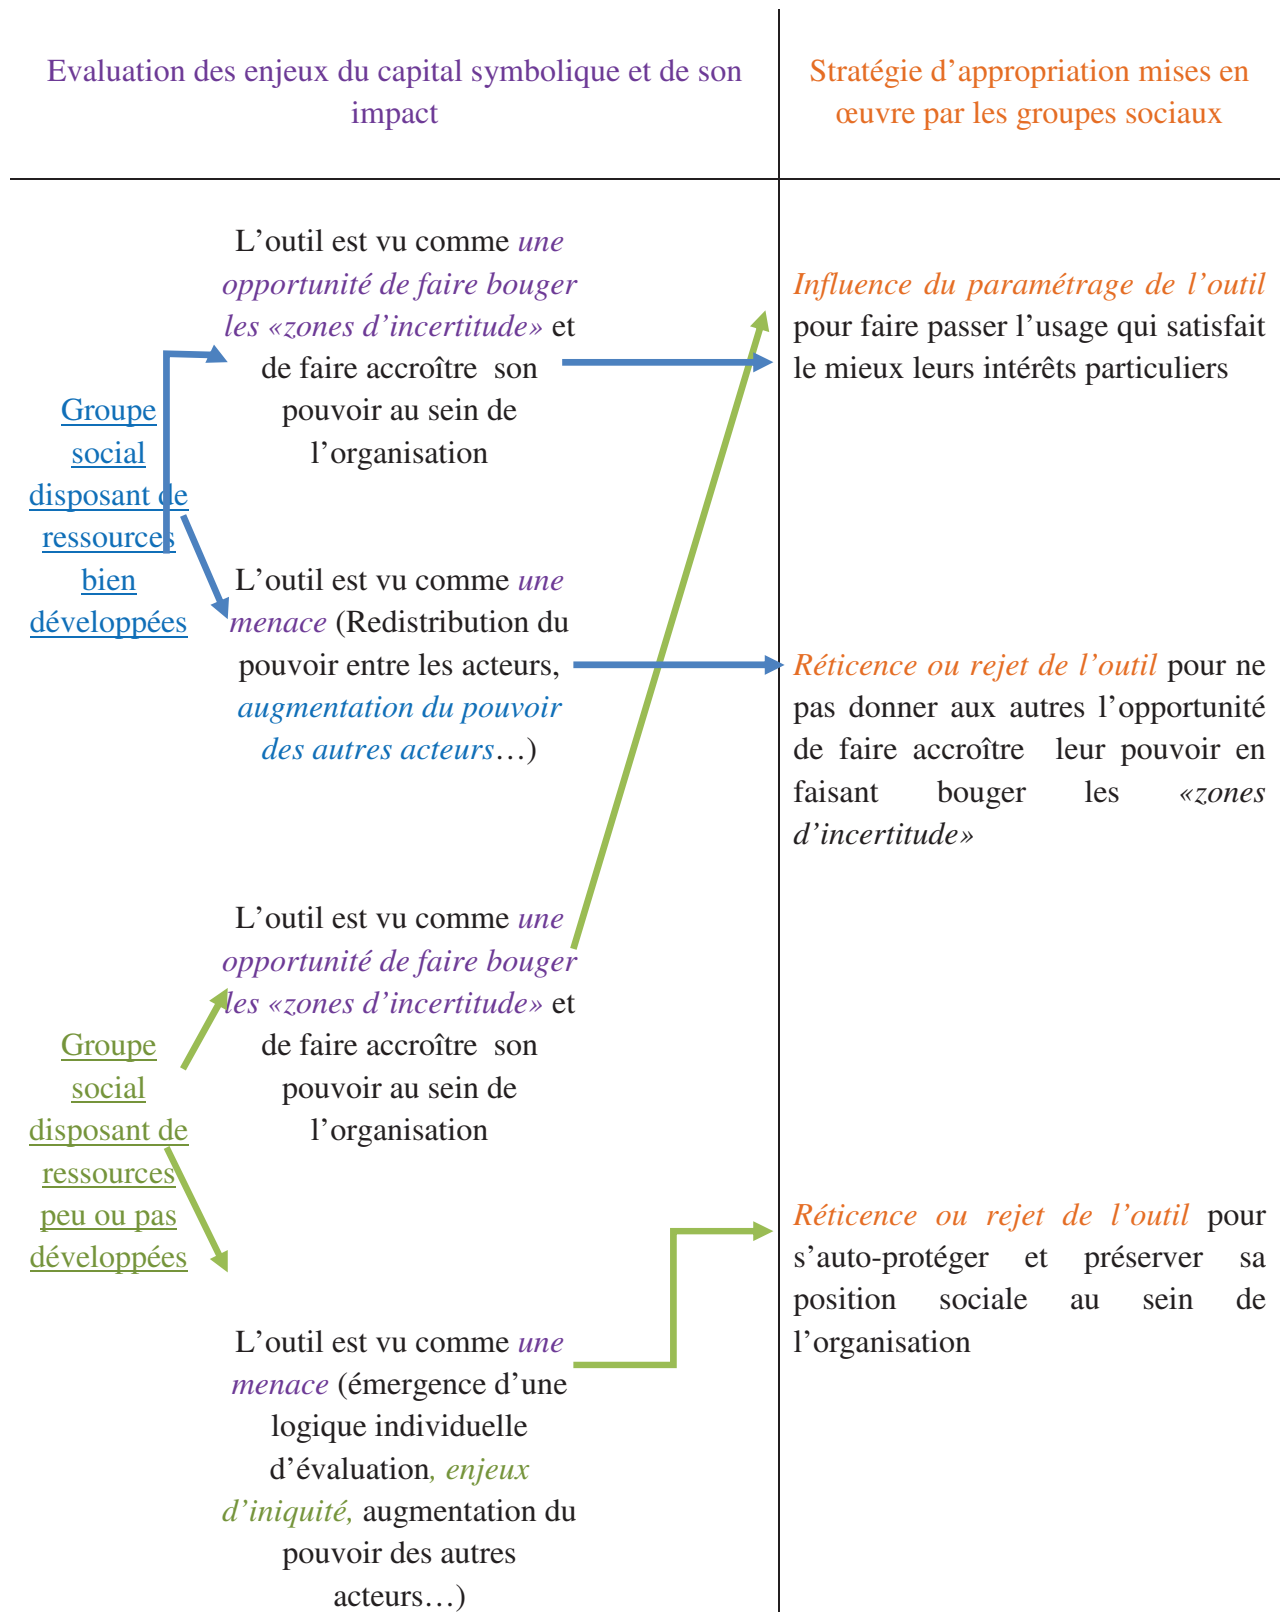 Evaluation des enjeux du capital symbolique et de son
impact
Stratégie d’appropriation mises en
œuvre par les groupes sociaux
Groupe
social
disposant de
ressources
bien
développées
L’outil est vu comme une
opportunité de faire bouger
les «zones d’incertitude» et
de faire accroître son
pouvoir au sein de
l’organisation
Influence du paramétrage de l’outil
pour faire passer l’usage qui satisfait
le mieux leurs intérêts particuliers
L’outil est vu comme une
menace (Redistribution du
pouvoir entre les acteurs,
augmentation du pouvoir
des autres acteurs…)
Réticence ou rejet de l’outil pour ne
pas donner aux autres l’opportunité
de faire accroître leur pouvoir en
faisant bouger les «zones
d’incertitude»
Groupe
social
disposant de
ressources
peu ou pas
développées
L’outil est vu comme une
opportunité de faire bouger
les «zones d’incertitude» et
de faire accroître son
pouvoir au sein de
l’organisation
L’outil est vu comme une
menace (émergence d’une
logique individuelle
d’évaluation, enjeux
d’iniquité, augmentation du
pouvoir des autres
acteurs…)
Réticence ou rejet de l’outil pour
s’auto-protéger et préserver sa
position sociale au sein de
l’organisation